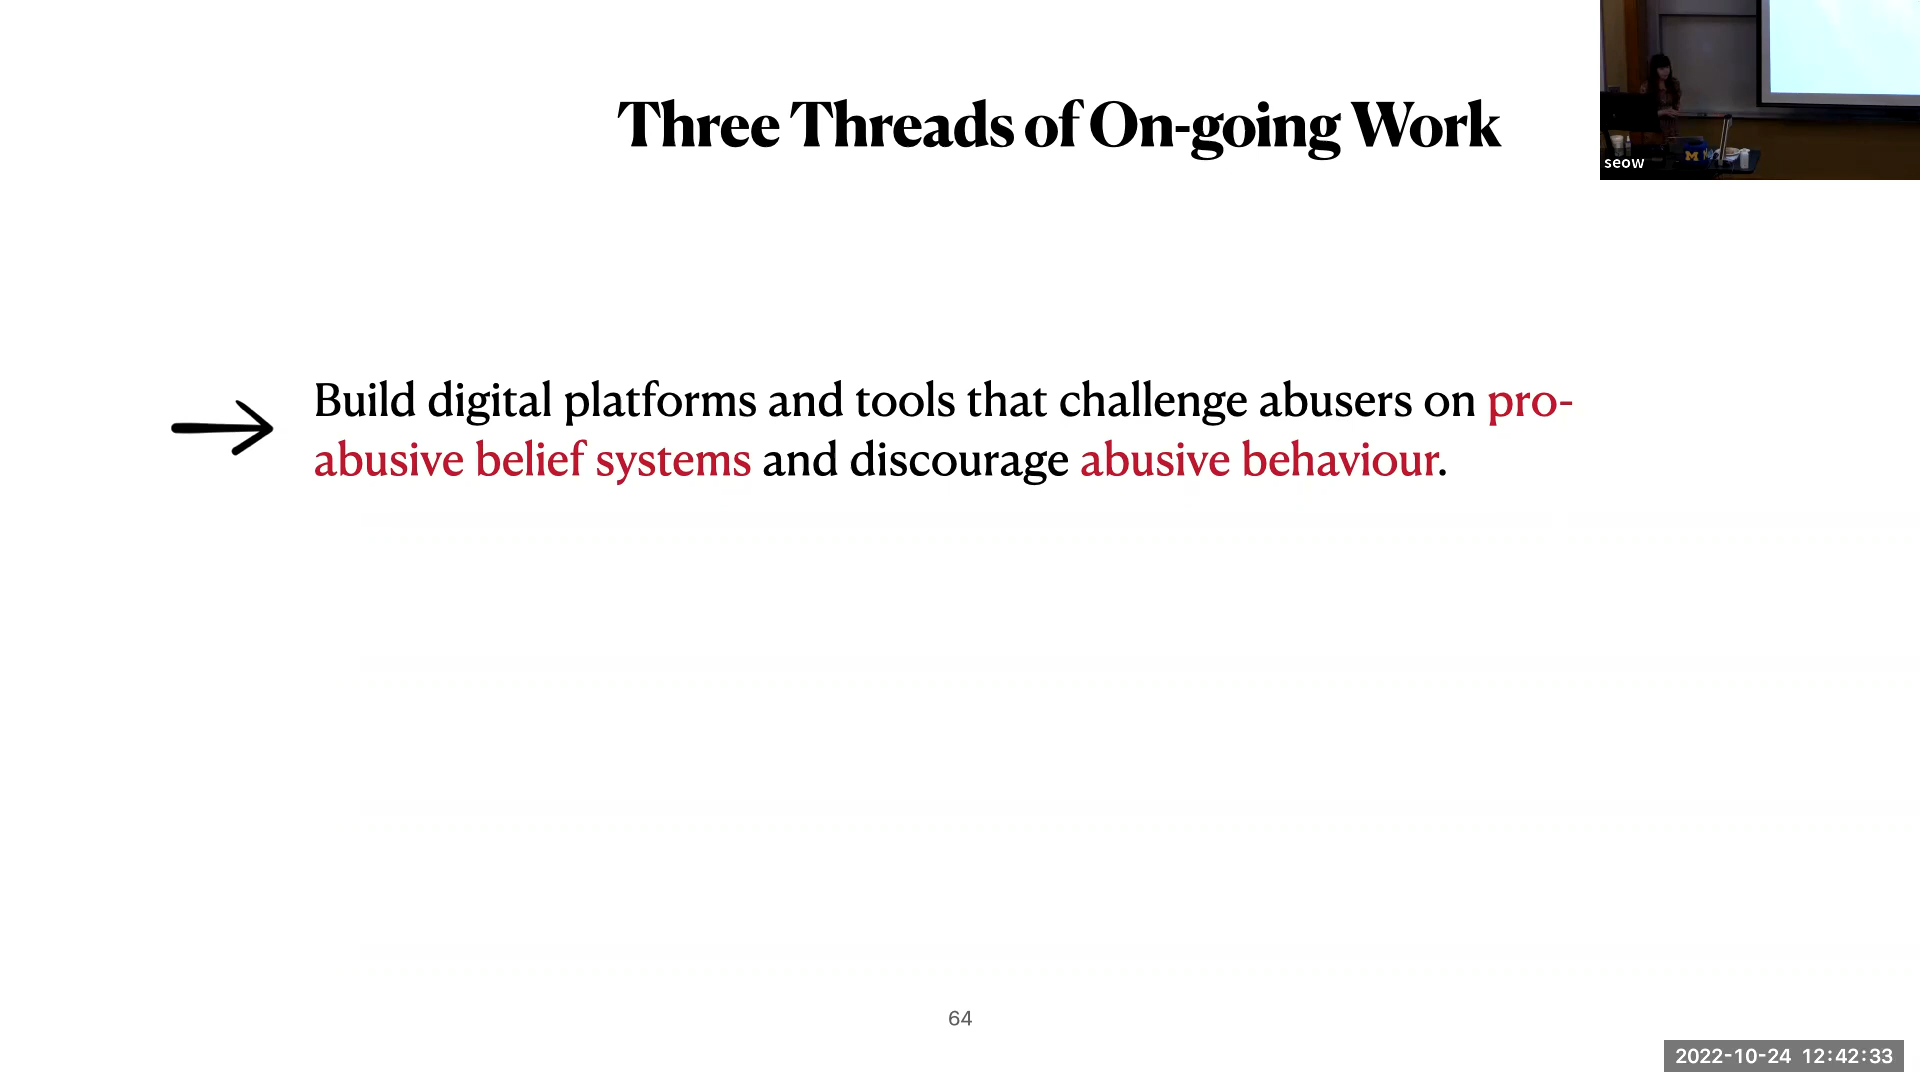 Three Threads of On-going Work
seow
Build digital platforms and tools that challenge abusers on pro-
abusive belief systems and discourage abusive behaviour.
64
2022-10-24 12:42:33
M